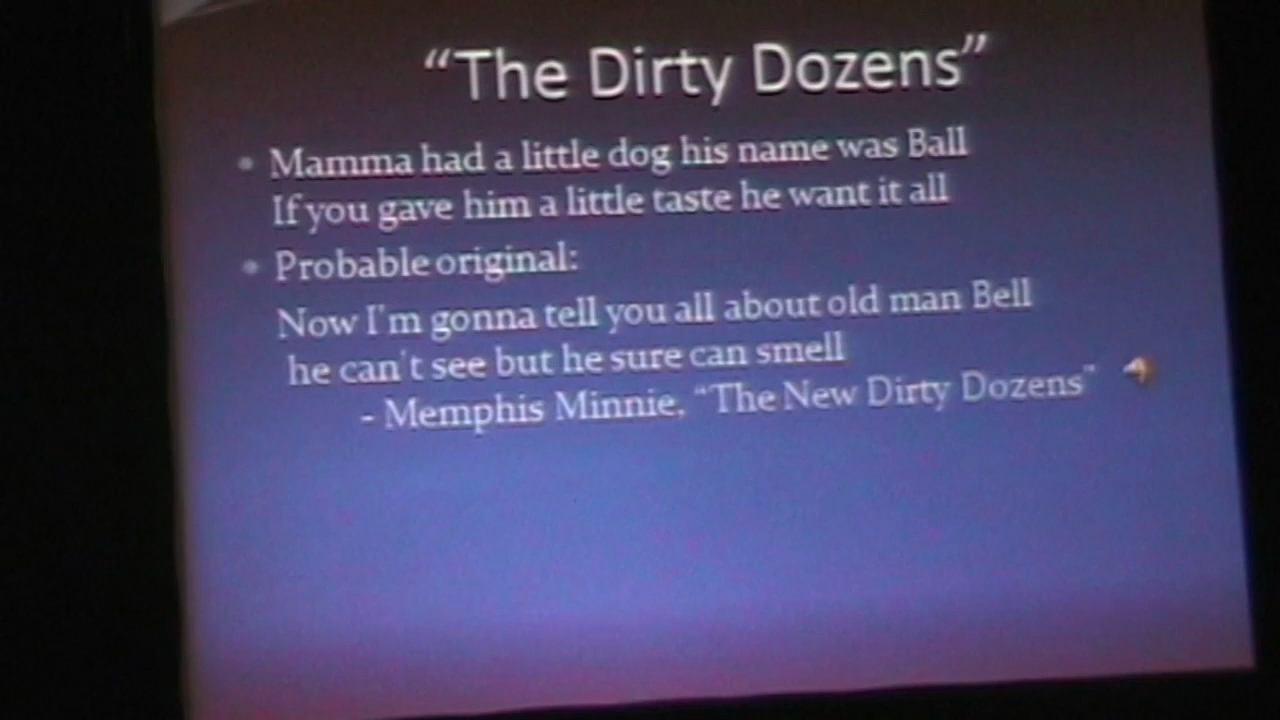 “The Dirty Dozens”
• Mamma had a little dog his name was Ball
If you gave him a little taste he want it all
• Probable original:
Now I'm gonna tell you all about old man Bell
he can't see but he sure can smell
- Memphis Minnie, “The New Dirty Dozens”